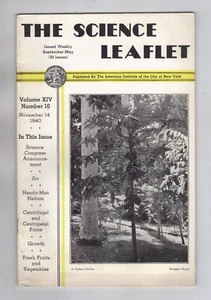 THE SCIENCE
LEAFLET
Issued Weekly
September-May
(30 issues)
Published By The American Institute of the City of New York
Volume XIV
Number 10
November 14
1940
In This Issue
Science
Congress
Announce-
ment
Air
Handy-Man
Helium
Centrifugal
and
Centripetal
Force
Growth
Fresh Fruits
and
Vegetables